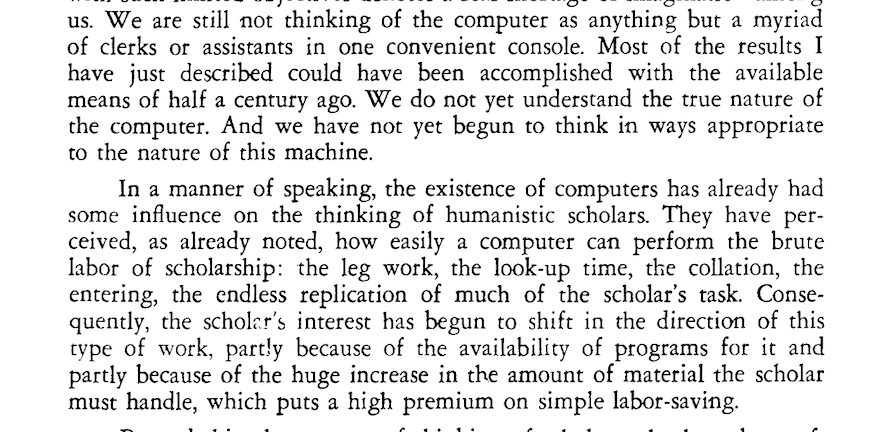 us. We are still not thinking of the computer as anything but a myriad
of clerks or assistants in one convenient console. Most of the results I
have just described could have been accomplished with the available
means of half a century ago. We do not yet understand the true nature of
the computer. And we have not yet begun to think in ways appropriate
to the nature of this machine.
In a manner of speaking, the existence of computers has already had
some influence on the thinking of humanistic scholars. They have per-
ceived, as already noted, how easily a computer can perform the brute
labor of scholarship: the leg work, the look-up time, the collation, the
entering, the endless replication of much of the scholar's task. Conse-
quently, the scholar's interest has begun to shift in the direction of this
type of work, partly because of the availability of programs for it and
partly because of the huge increase in the amount of material the scholar
must handle, which puts a high premium on simple labor-saving.